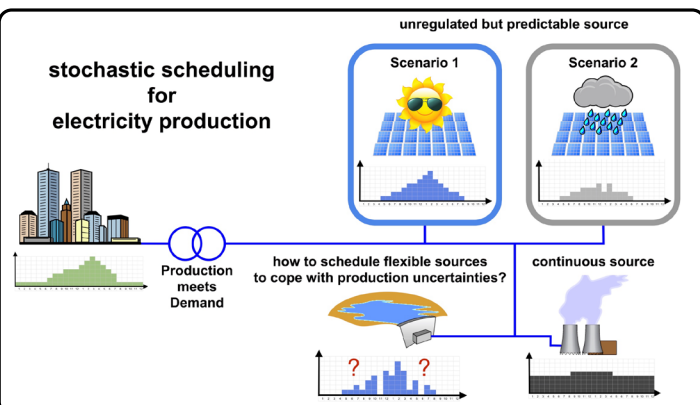 unregulated but predictable source
stochastic scheduling
for
electricity production
Scenario 1
Scenario 2
Production
meets
Demand
how to schedule flexible sources
to cope with production uncertainties?
continuous source
? ?